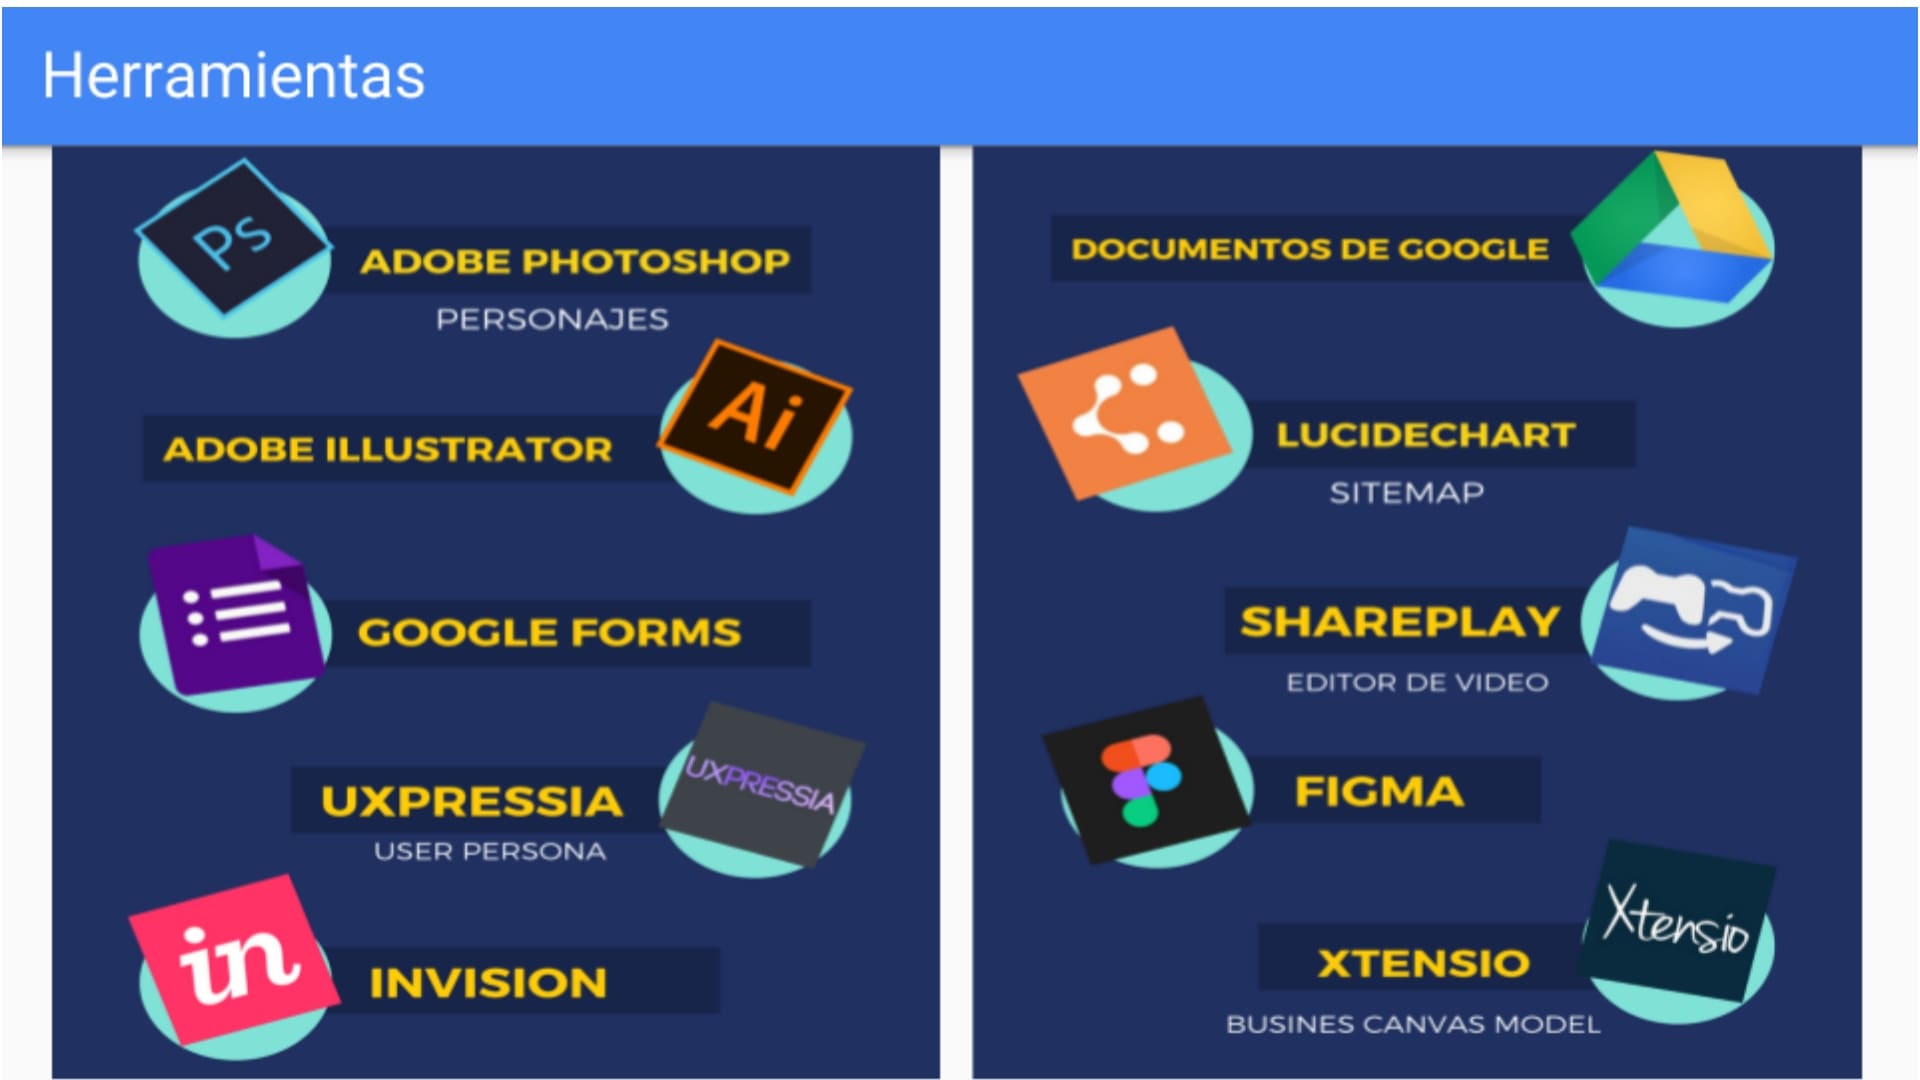 Herramientas
Ps
ADOBE PHOTOSHOP
PERSONAJES
Ai
ADOBE ILLUSTRATOR
GOOGLE FORMS
UXPRESSIA
UXPRESSIA
USER PERSONA
in
INVISION
DOCUMENTOS DE GOOGLE
LUCIDECHART
SITEMAP
SHAREPLAY
EDITOR DE VIDEO
FIGMA
Xtensio
XTENSIO
BUSINES CANVAS MODEL